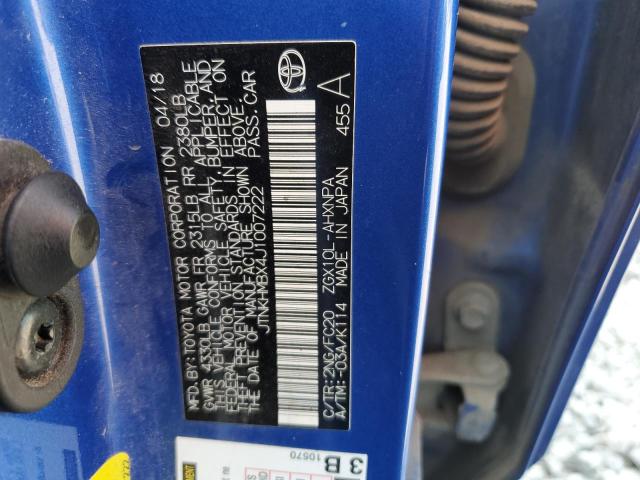 MFD. BY: TOYOTA MOTOR CORPORATION 04/18
GVWR 4330LB GAWR FR 2315LB RR 2380LB
THIS VEHICLE CONFORMS TO ALL APPLICABLE
FEDERAL MOTOR VEHICLE SAFETY, BUMPER, AND
THEFT PREVENTION STANDARDS IN EFFECT ON
THE DATE OF MANUFACTURE SHOWN ABOVE.
JTNKHMBX4J1007222 PASS. CAR
C/TR: 2NG/FC20 ZGX10L-AHXNPA
A/TM: -03A/K114 MADE IN JAPAN 455 A
3 B
10570